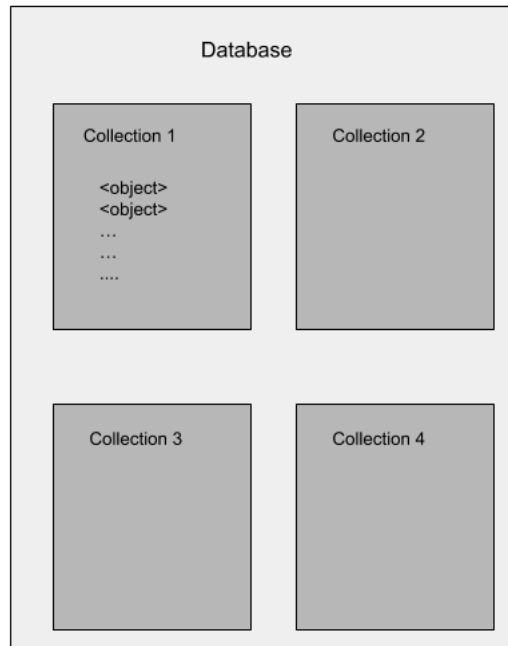 Database
Collection 1
Collection 2
<object>
<object>
…
…
....
Collection 3
Collection 4